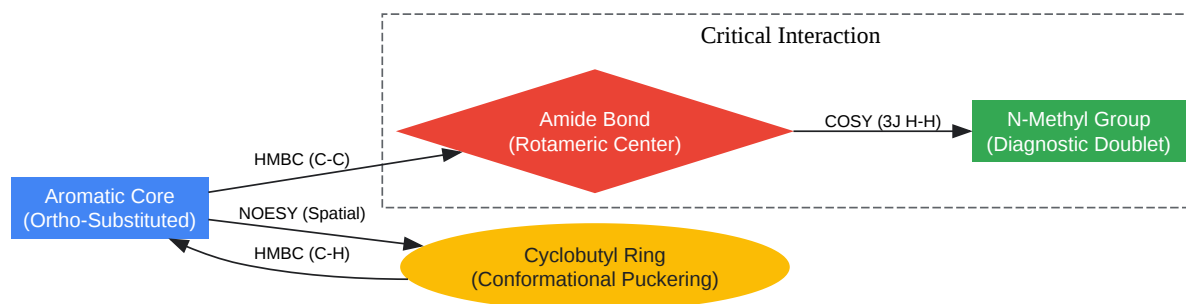 Critical Interaction
Amide Bond
(Rotameric Center)
COSY (3J H-H)
N-Methyl Group
(Diagnostic Doublet)
HMBC (C-C)
Aromatic Core
(Ortho-Substituted)
NOESY (Spatial)
HMBC (C-H)
Cyclobutyl Ring
(Conformational Puckering)